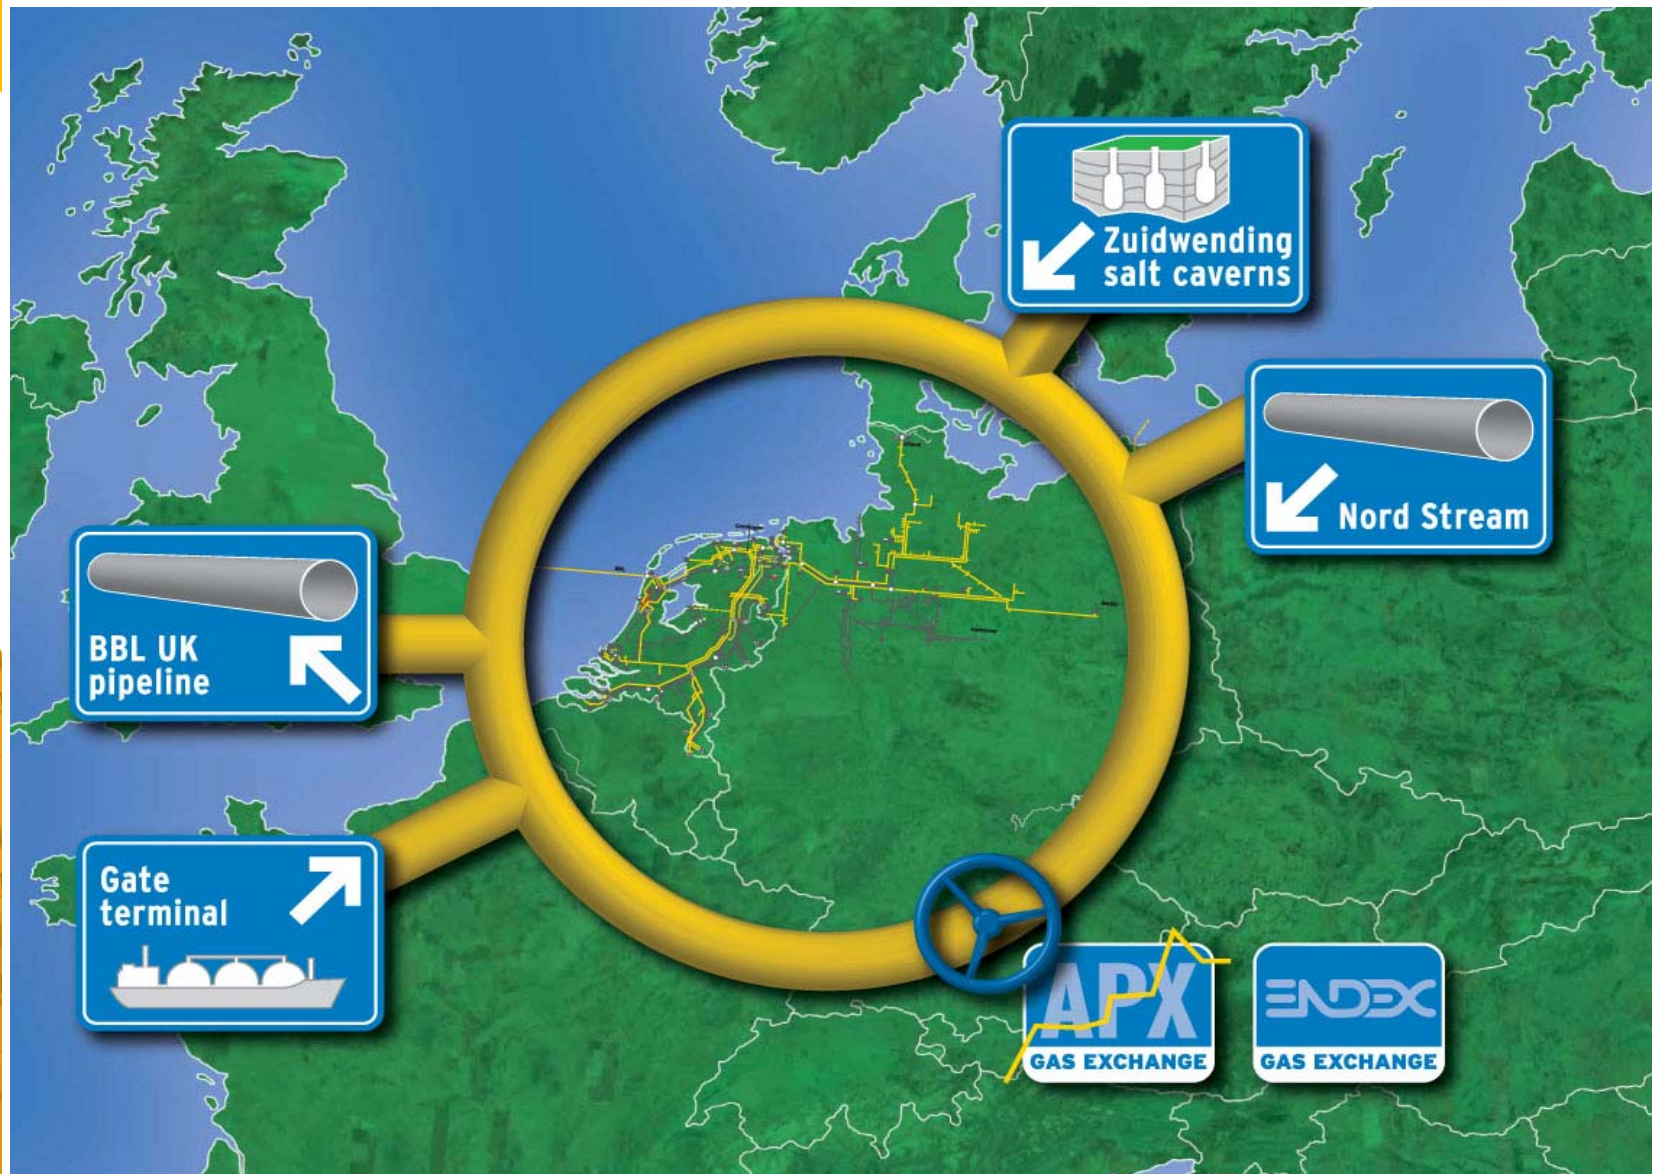 Zuidwending
salt caverns
Nord Stream
BBL UK
pipeline
Gate
terminal
APX
GAS EXCHANGE
ENDEX
GAS EXCHANGE